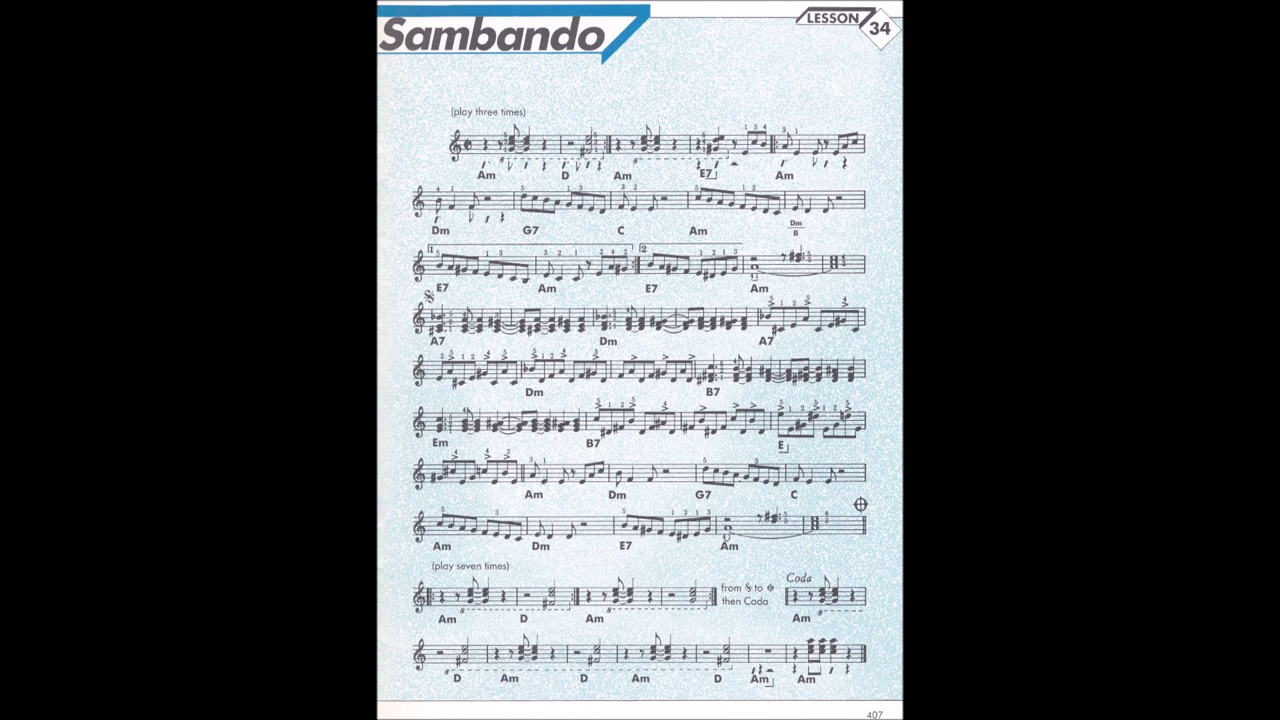 LESSON
34
Sambando
(play three times)
Am D Am E7 Am
Dm G7 C Am Dm B
1 2
E7 Am E7 Am
A7 Dm A7
Dm B7
Em B7 E
Am Dm G7 C
Am Dm E7 Am
(play seven times)
from 𝄋 to 𝄌 Coda
then Coda
Am D Am Am
D Am D Am D Am Am
407